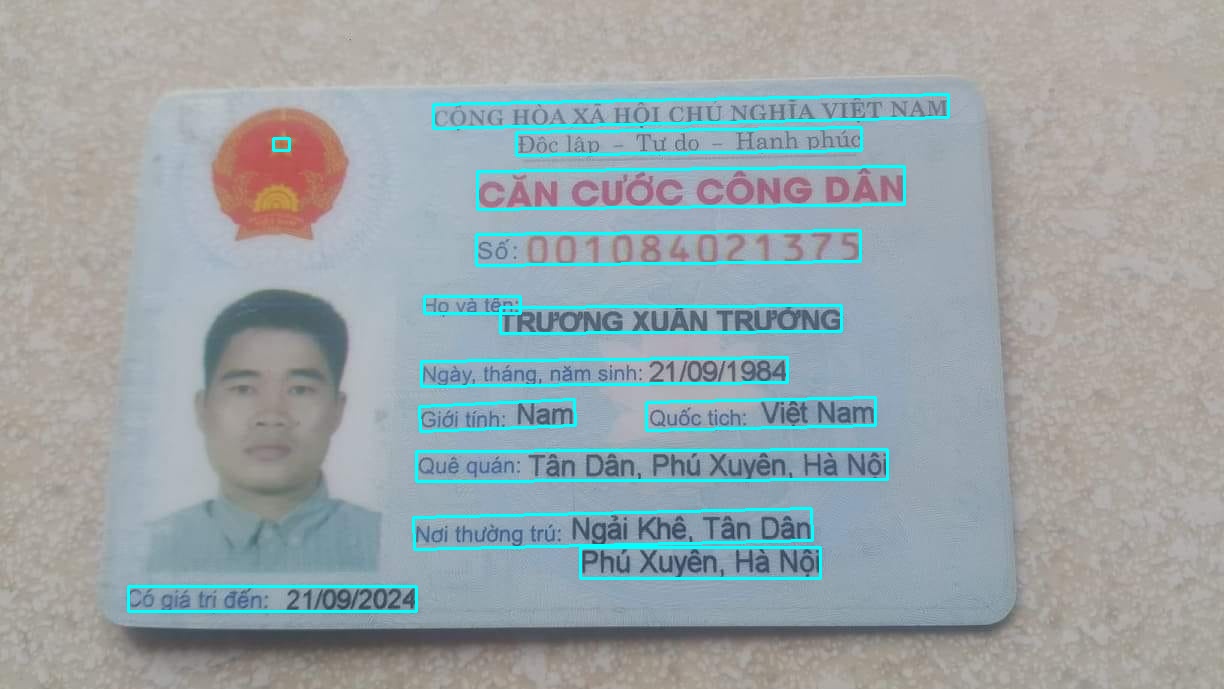 CỘNG HÒA XÃ HỘI CHỦ NGHĨA VIỆT NAM
Độc lập – Tự do – Hạnh phúc
CĂN CƯỚC CÔNG DÂN
Số: 001084021375
Họ và tên:
TRƯƠNG XUÂN TRƯỞNG
Ngày, tháng, năm sinh: 21/09/1984
Giới tính: Nam Quốc tịch: Việt Nam
Quê quán: Tân Dân, Phú Xuyên, Hà Nội
Nơi thường trú: Ngải Khê, Tân Dân
Phú Xuyên, Hà Nội
Có giá trị đến: 21/09/2024